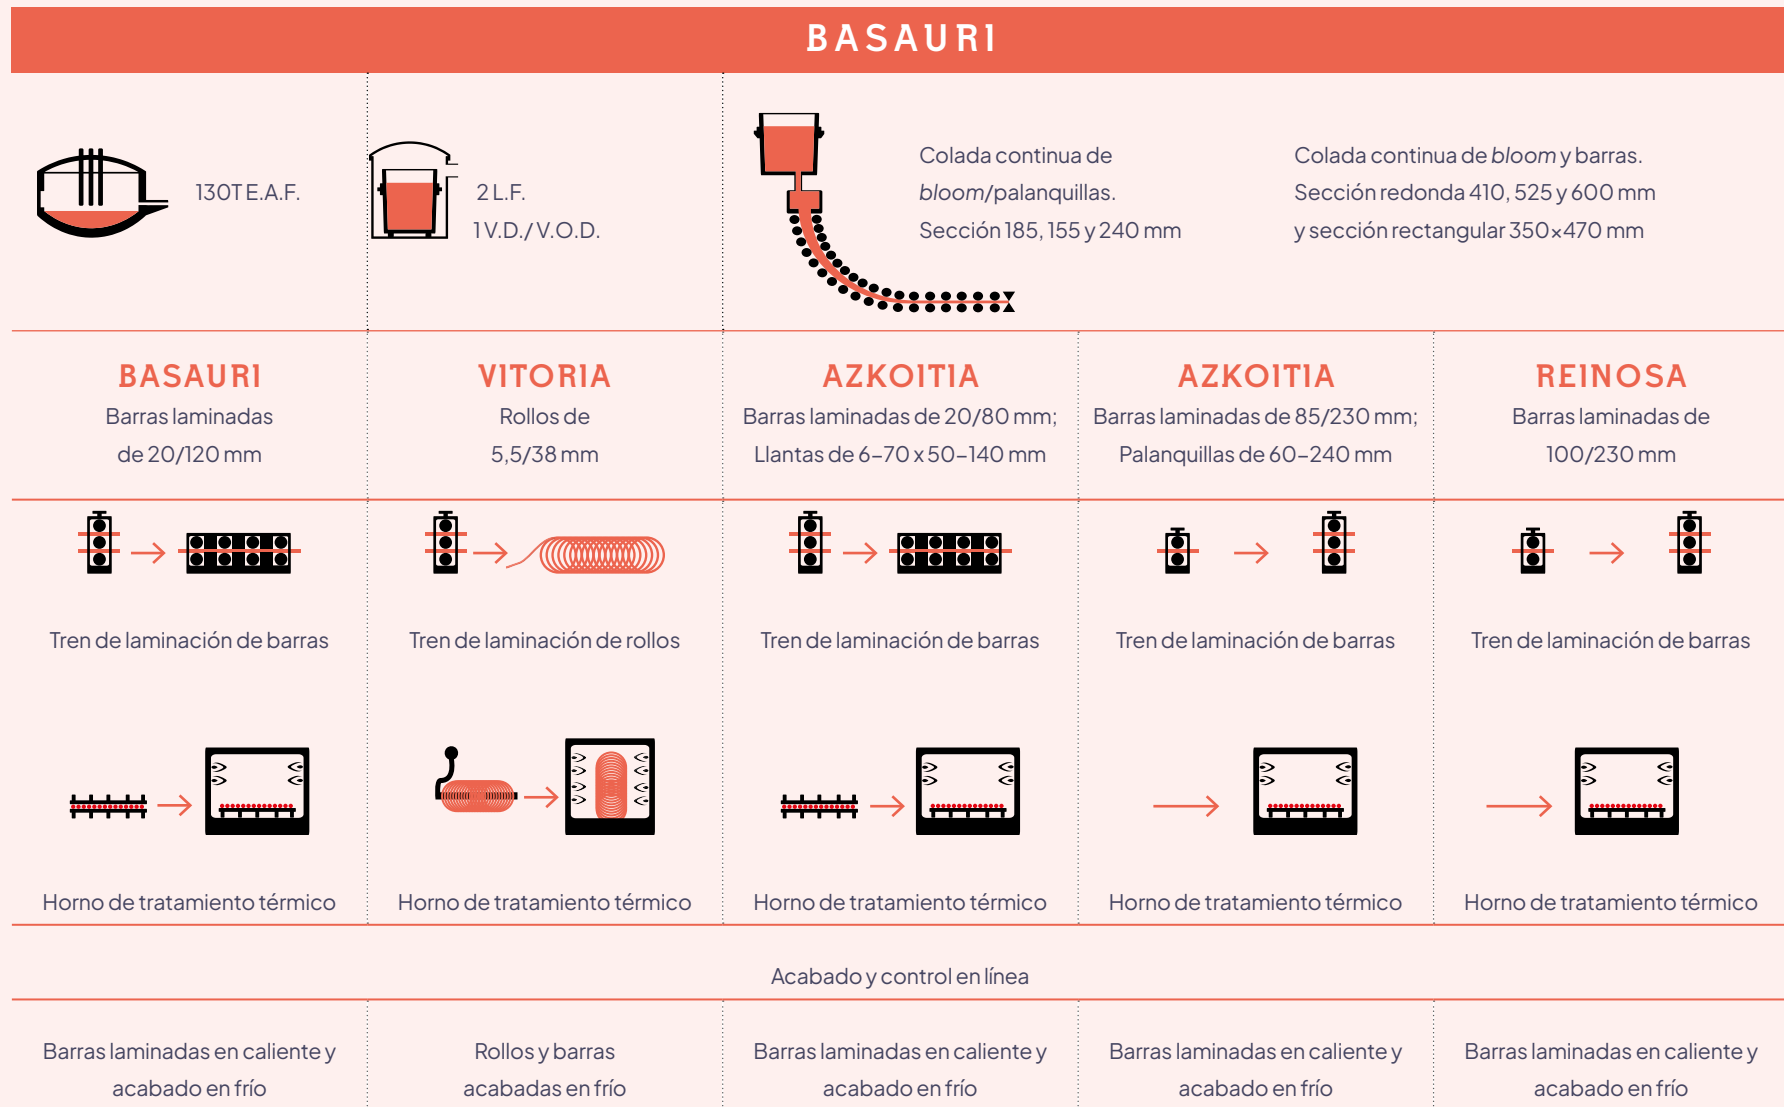 BASAURI
130T E.A.F.
2 L.F.
1 V.D./ V.O.D.
Colada continua de
bloom/palanquillas.
Sección 185, 155 y 240 mm
Colada continua de bloom y barras.
Sección redonda 410, 525 y 600 mm
y sección rectangular 350×470 mm
BASAURI
Barras laminadas
de 20/120 mm
VITORIA
Rollos de
5,5/38 mm
AZKOITIA
Barras laminadas de 20/80 mm;
Llantas de 6–70 x 50–140 mm
AZKOITIA
Barras laminadas de 85/230 mm;
Palanquillas de 60–240 mm
REINOSA
Barras laminadas de
100/230 mm
Tren de laminación de barras
Tren de laminación de rollos
Tren de laminación de barras
Tren de laminación de barras
Tren de laminación de barras
Horno de tratamiento térmico
Horno de tratamiento térmico
Horno de tratamiento térmico
Horno de tratamiento térmico
Horno de tratamiento térmico
Acabado y control en línea
Barras laminadas en caliente y
acabado en frío
Rollos y barras
acabadas en frío
Barras laminadas en caliente y
acabado en frío
Barras laminadas en caliente y
acabado en frío
Barras laminadas en caliente y
acabado en frío